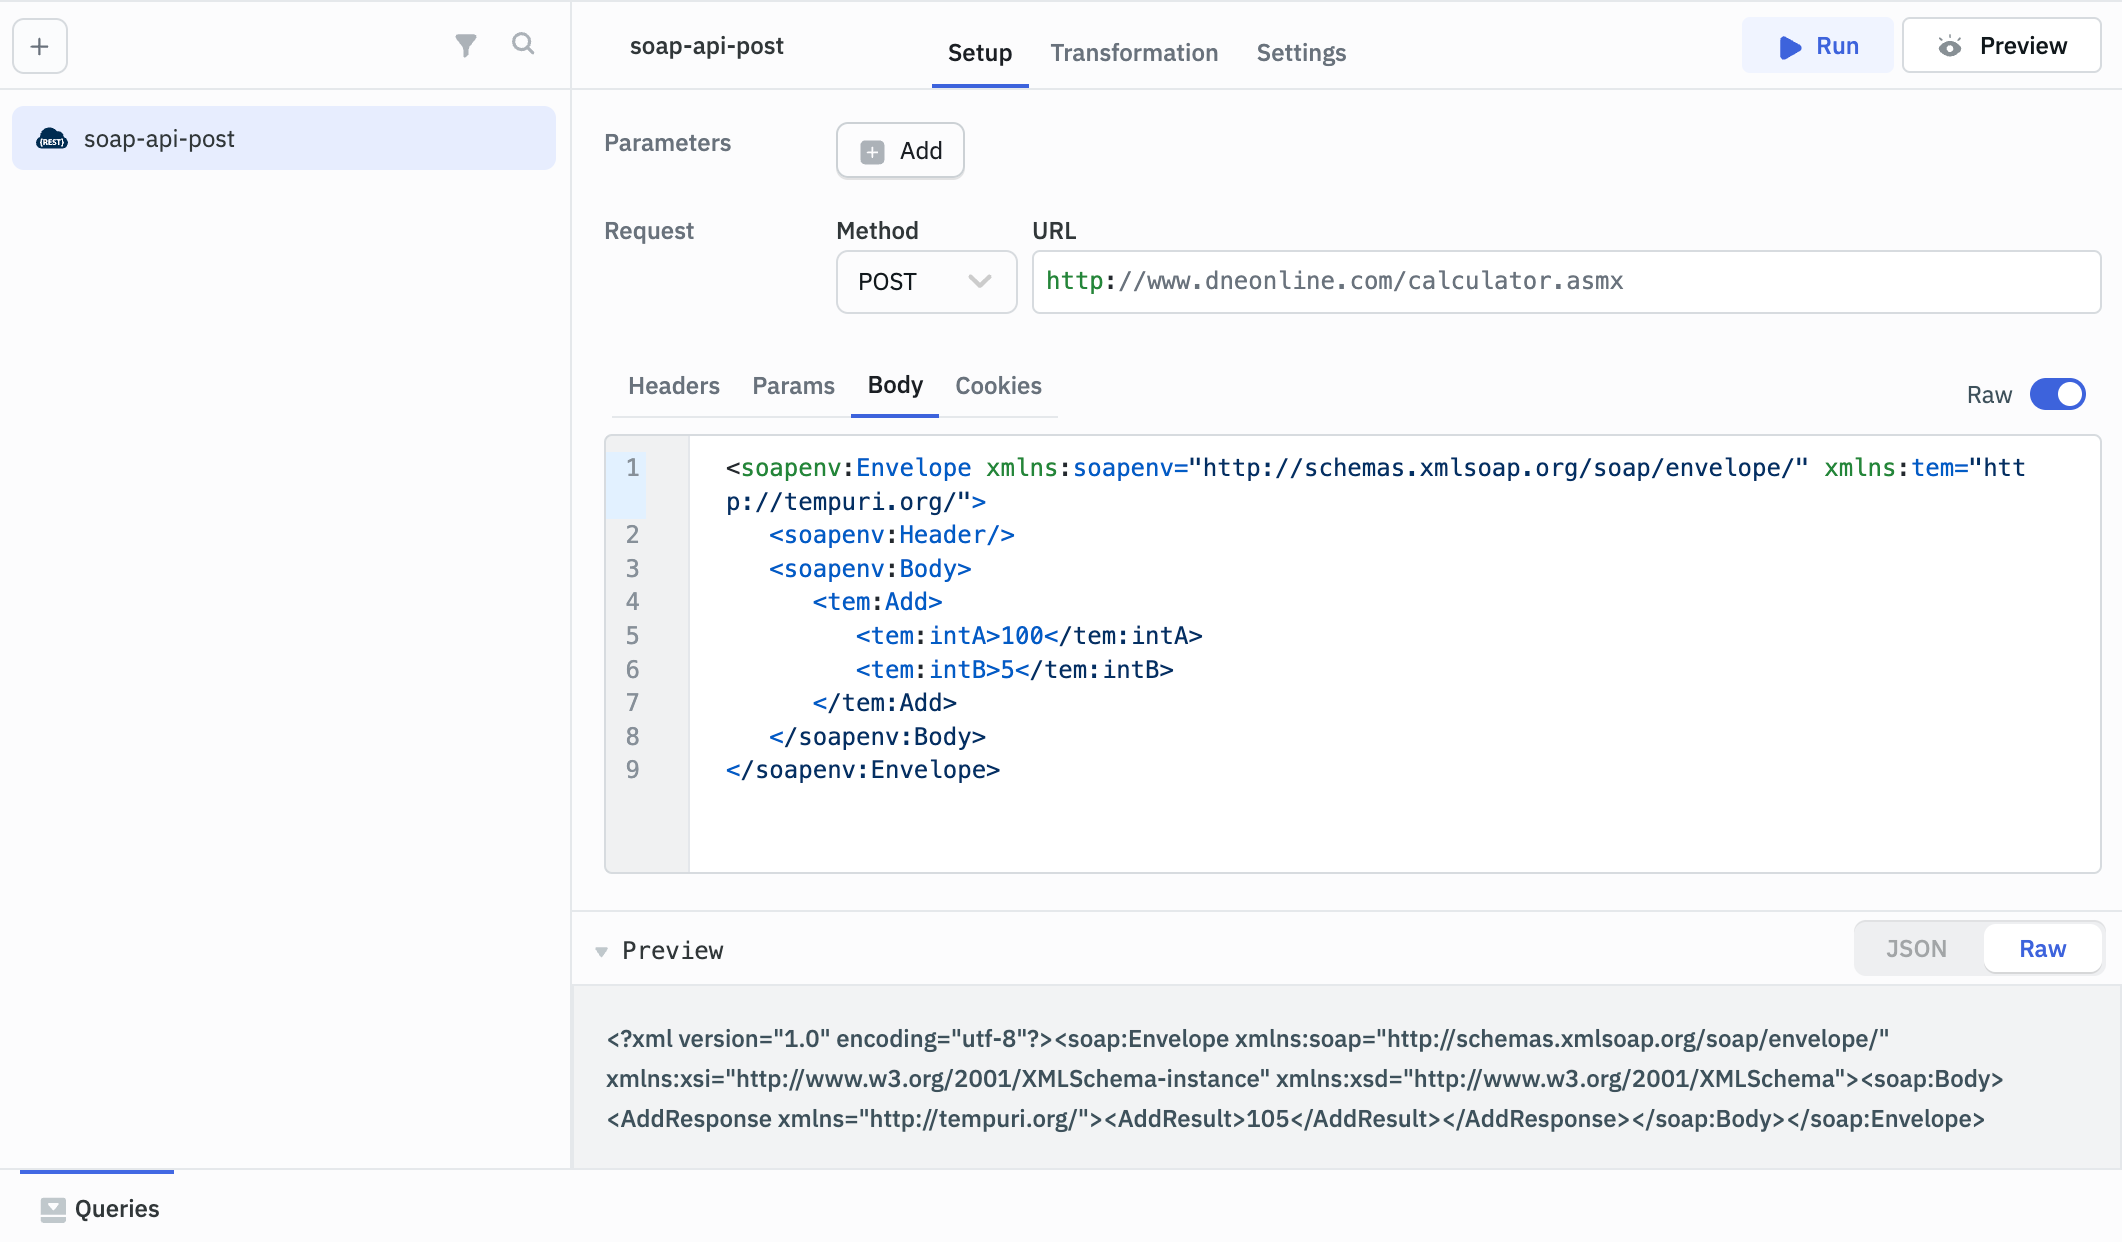 soap-api-post
Setup
Transformation
Settings
Run
Preview
{REST}
soap-api-post
Parameters
Add
Request
Method
URL
POST
http://www.dneonline.com/calculator.asmx
Headers
Params
Body
Cookies
Raw
1 <soapenv:Envelope xmlns:soapenv="http://schemas.xmlsoap.org/soap/envelope/" xmlns:tem="htt
p://tempuri.org/">
2 <soapenv:Header/>
3 <soapenv:Body>
4 <tem:Add>
5 <tem:intA>100</tem:intA>
6 <tem:intB>5</tem:intB>
7 </tem:Add>
8 </soapenv:Body>
9 </soapenv:Envelope>
Preview
JSON
Raw
<?xml version="1.0" encoding="utf-8"?><soap:Envelope xmlns:soap="http://schemas.xmlsoap.org/soap/envelope/"
xmlns:xsi="http://www.w3.org/2001/XMLSchema-instance" xmlns:xsd="http://www.w3.org/2001/XMLSchema"><soap:Body>
<AddResponse xmlns="http://tempuri.org/"><AddResult>105</AddResult></AddResponse></soap:Body></soap:Envelope>
Queries